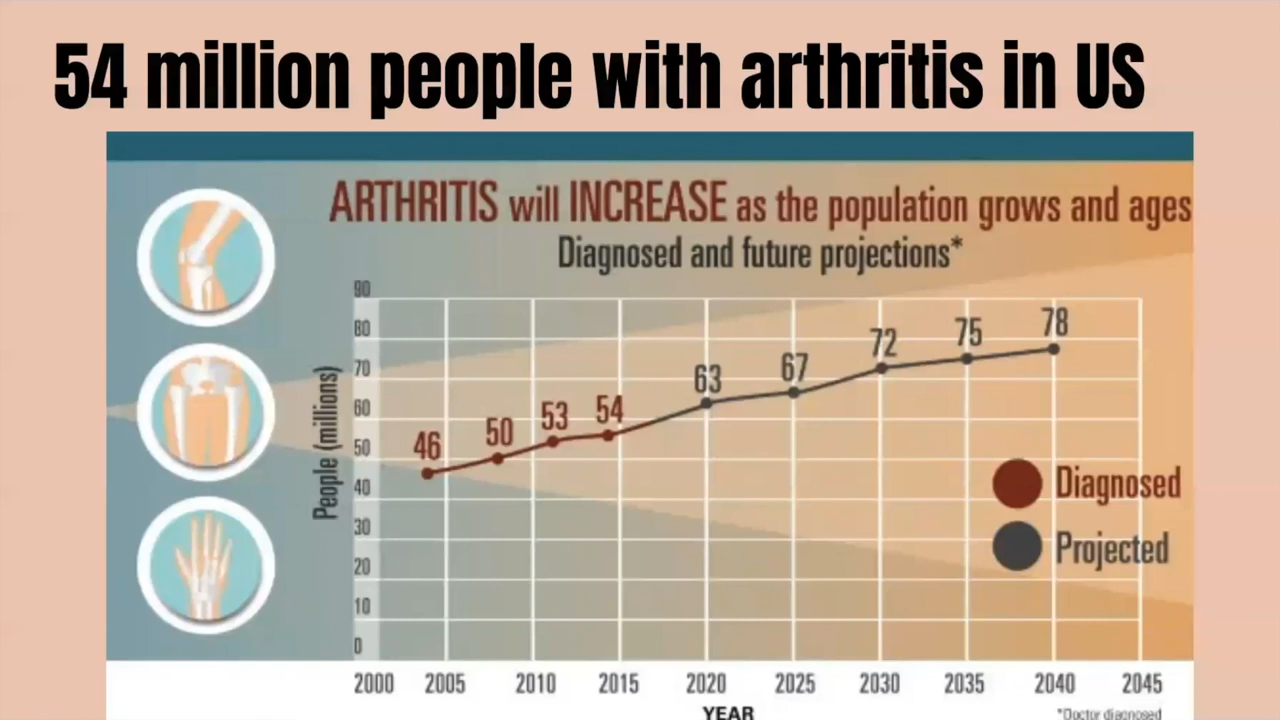 54 million people with arthritis in US
ARTHRITIS will INCREASE as the population grows and ages
Diagnosed and future projections*
90
80
70
60
50
40
30
20
10
0
People (millions)
46
50
53
54
63
67
72
75
78
Diagnosed
Projected
2000 2005 2010 2015 2020 2025 2030 2035 2040 2045
YEAR
*Doctor diagnosed